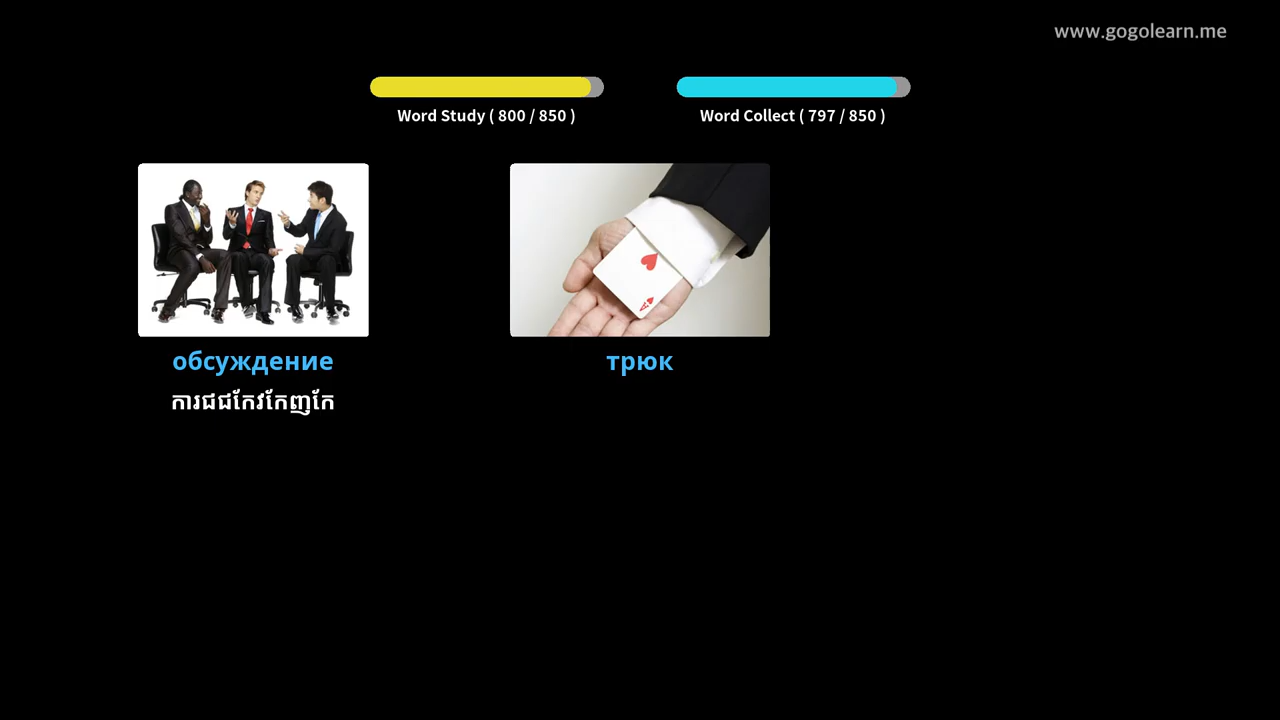 www.gogolearn.me
Word Study ( 800 / 850 )
Word Collect ( 797 / 850 )
обсуждение
трюк
ការជជកែវកែញកែ